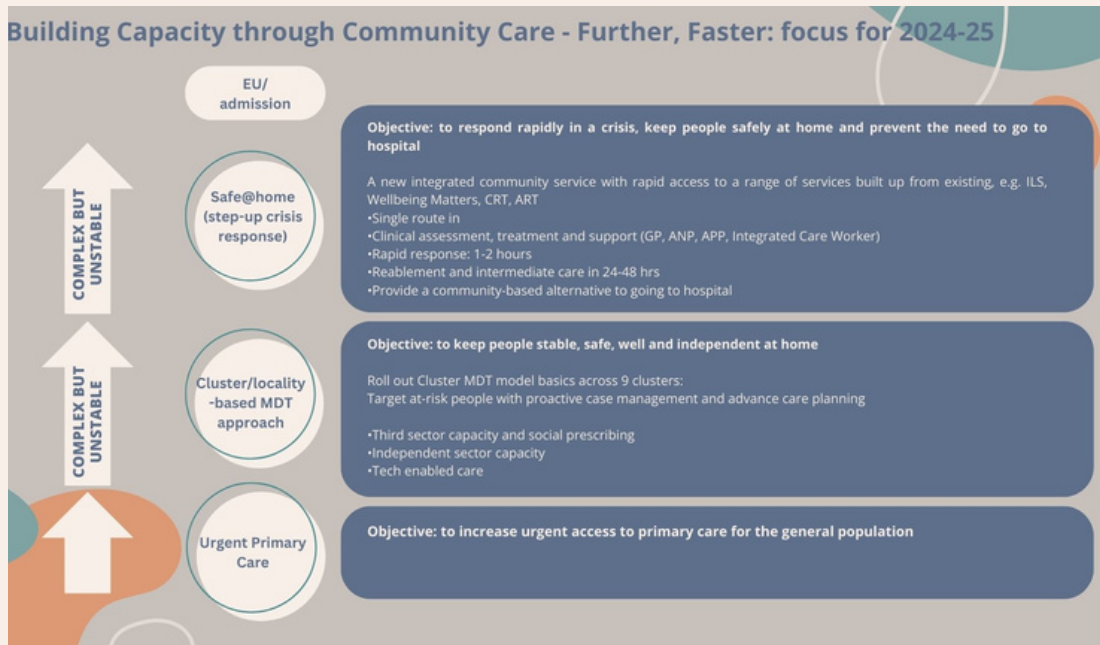 Building Capacity through Community Care - Further, Faster: focus for 2024-25
EU/
admission
COMPLEX BUT
UNSTABLE
Safe@home
(step-up crisis
response)
Objective: to respond rapidly in a crisis, keep people safely at home and prevent the need to go to
hospital
A new integrated community service with rapid access to a range of services built up from existing, e.g. ILS,
Wellbeing Matters, CRT, ART
•Single route in
•Clinical assessment, treatment and support (GP, ANP, APP, Integrated Care Worker)
•Rapid response: 1-2 hours
•Reablement and intermediate care in 24-48 hrs
•Provide a community-based alternative to going to hospital
COMPLEX BUT
UNSTABLE
Cluster/locality
-based MDT
approach
Objective: to keep people stable, safe, well and independent at home
Roll out Cluster MDT model basics across 9 clusters:
Target at-risk people with proactive case management and advance care planning
•Third sector capacity and social prescribing
•Independent sector capacity
•Tech enabled care
Urgent Primary
Care
Objective: to increase urgent access to primary care for the general population